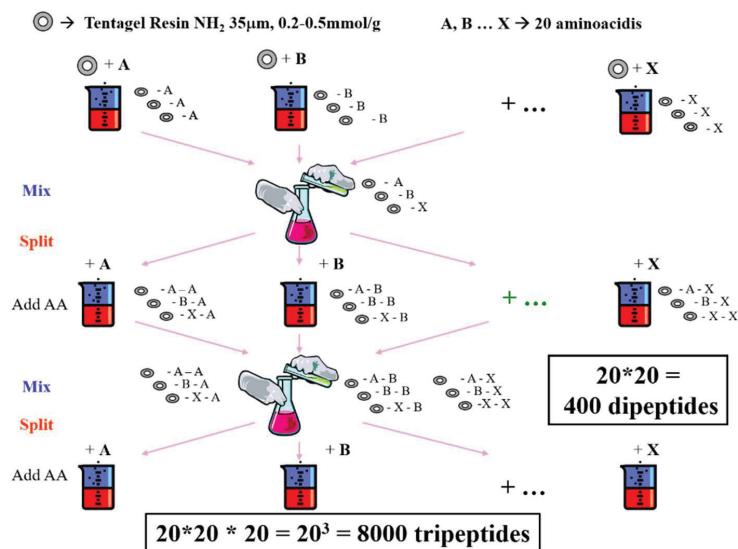 → Tentagel Resin NH₂ 35μm, 0.2-0.5mmol/g
A, B ... X → 20 aminoacidis
+ A
+ B
+ X
- A
- A
- A
- B
- B
- B
+ ...
- X
- X
- X
Mix
- A
- B
- X
Split
+ A
+ B
+ X
Add AA
- A – A
- B - A
- X - A
- A - B
- B - B
- X - B
+ ...
- A - X
- B - X
- X - X
Mix
- A – A
- B - A
- X - A
- A - B
- B - B
- X - B
- A - X
- B - X
-X - X
20*20 =
400 dipeptides
Split
+ A
+ B
+ X
Add AA
+ ...
20*20 * 20 = 20³ = 8000 tripeptides